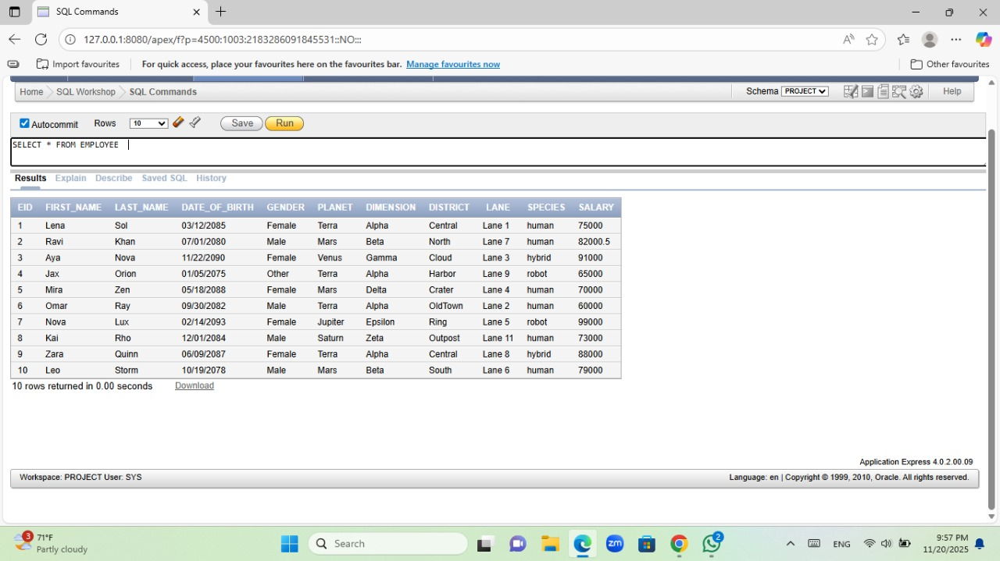 SQL Commands
127.0.0.1:8080/apex/f?p=4500:1003:2183286091845531::NO:::
Import favourites For quick access, place your favourites here on the favourites bar. Manage favourites now Other favourites
Home SQL Workshop SQL Commands Schema PROJECT Help
Autocommit Rows 10 Save Run
SELECT * FROM EMPLOYEE
Results Explain Describe Saved SQL History
EID FIRST_NAME LAST_NAME DATE_OF_BIRTH GENDER PLANET DIMENSION DISTRICT LANE SPECIES SALARY
1 Lena Sol 03/12/2085 Female Terra Alpha Central Lane 1 human 75000
2 Ravi Khan 07/01/2080 Male Mars Beta North Lane 7 human 82000.5
3 Aya Nova 11/22/2090 Female Venus Gamma Cloud Lane 3 hybrid 91000
4 Jax Orion 01/05/2075 Other Terra Alpha Harbor Lane 9 robot 65000
5 Mira Zen 05/18/2088 Female Mars Delta Crater Lane 4 human 70000
6 Omar Ray 09/30/2082 Male Terra Alpha OldTown Lane 2 human 60000
7 Nova Lux 02/14/2093 Female Jupiter Epsilon Ring Lane 5 robot 99000
8 Kai Rho 12/01/2084 Male Saturn Zeta Outpost Lane 11 human 73000
9 Zara Quinn 06/09/2087 Female Terra Alpha Central Lane 8 hybrid 88000
10 Leo Storm 10/19/2078 Male Mars Beta South Lane 6 human 79000
10 rows returned in 0.00 seconds Download
Application Express 4.0.2.00.09
Workspace: PROJECT User: SYS Language: en | Copyright © 1999, 2010, Oracle. All rights reserved.
3 71°F
Partly cloudy
Search
zm
2
ENG
9:57 PM
11/20/2025